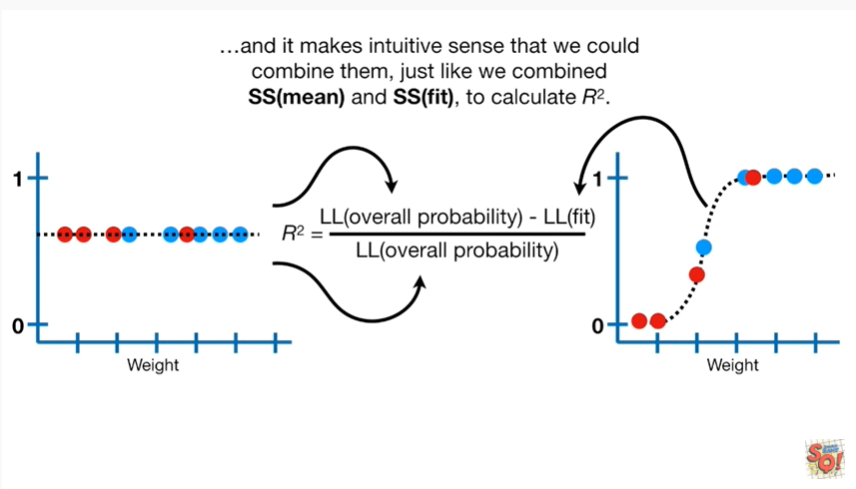 ...and it makes intuitive sense that we could
combine them, just like we combined
SS(mean) and SS(fit), to calculate R².
1
0
Weight
R² = LL(overall probability) - LL(fit)
LL(overall probability)
1
0
Weight
SQ!